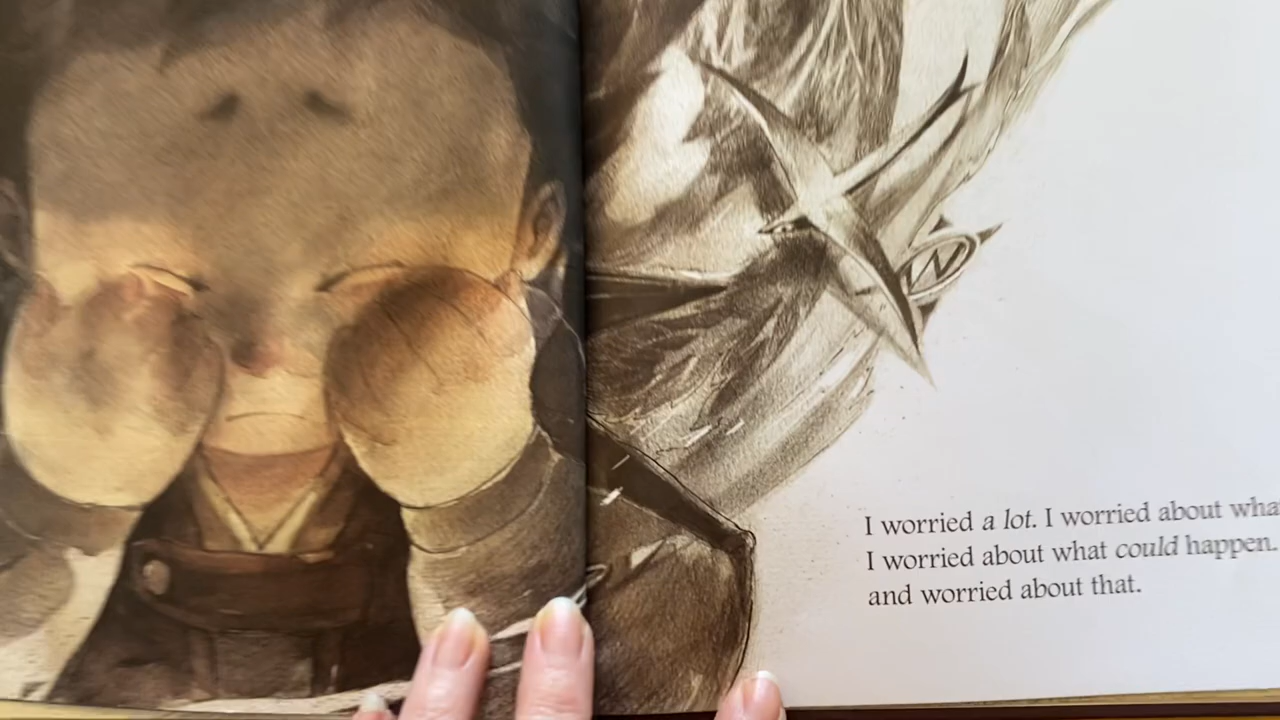 I worried a lot. I worried about wha
I worried about what could happen.
and worried about that.